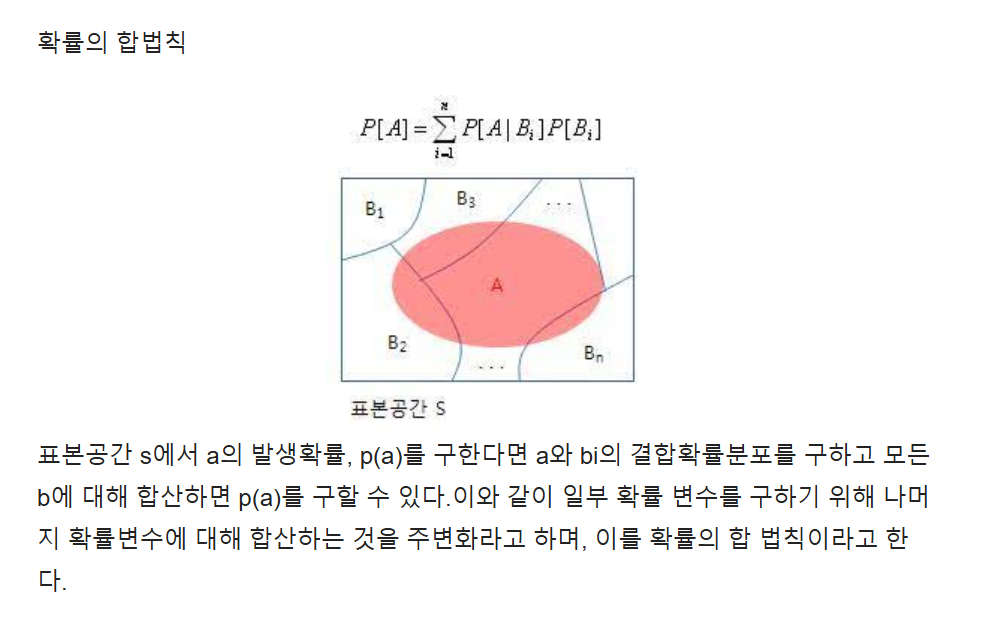 확률의 합법칙
P[A] = \sum_{i=1}^{n} P[A | B_i] P[B_i]
B₁
B₃
...
A
B₂
...
Bₙ
표본공간 S
표본공간 s에서 a의 발생확률, p(a)를 구한다면 a와 bi의 결합확률분포를 구하고 모든
b에 대해 합산하면 p(a)를 구할 수 있다.이와 같이 일부 확률 변수를 구하기 위해 나머
지 확률변수에 대해 합산하는 것을 주변화라고 하며, 이를 확률의 합 법칙이라고 한
다.